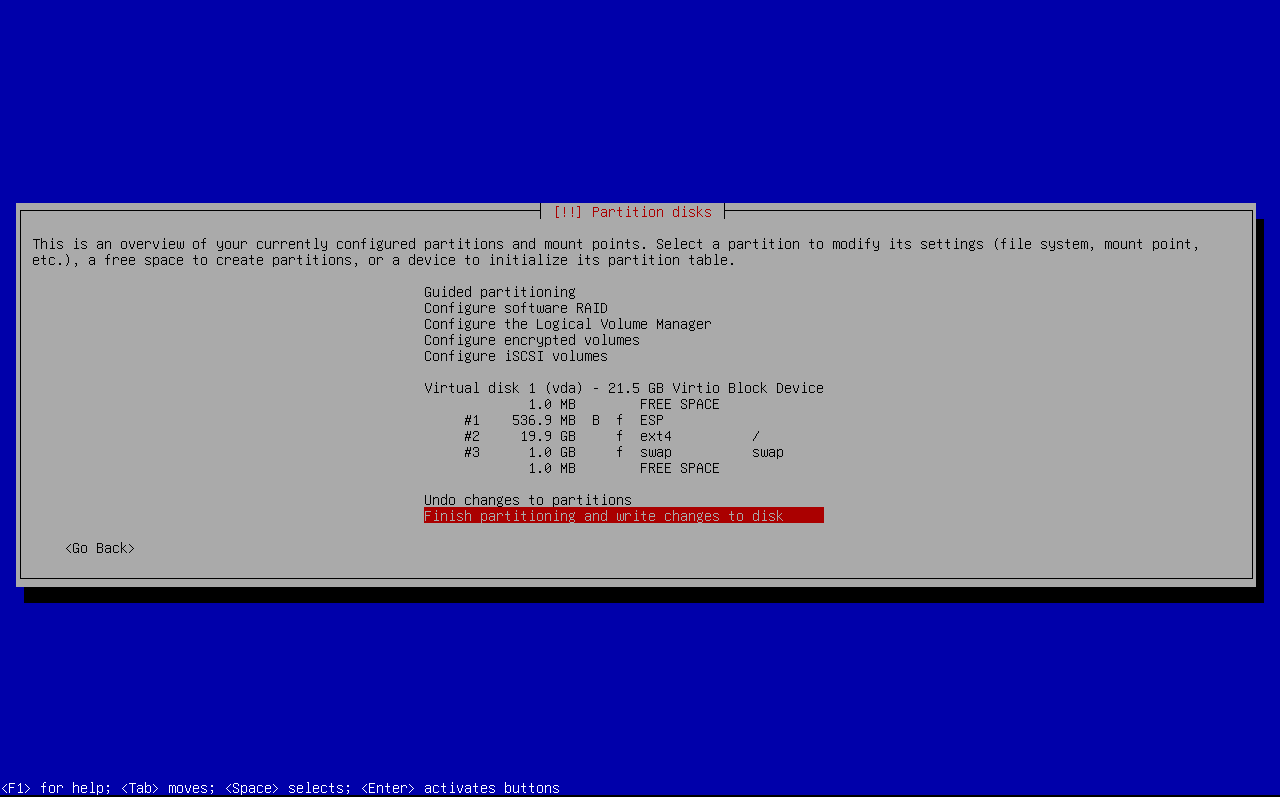 [!!] Partition disks
This is an overview of your currently configured partitions and mount points. Select a partition to modify its settings (file system, mount point,
etc.), a free space to create partitions, or a device to initialize its partition table.
Guided partitioning
Configure software RAID
Configure the Logical Volume Manager
Configure encrypted volumes
Configure iSCSI volumes
Virtual disk 1 (vda) - 21.5 GB Virtio Block Device
1.0 MB FREE SPACE
#1 536.9 MB B f ESP
#2 19.9 GB f ext4 /
#3 1.0 GB f swap swap
1.0 MB FREE SPACE
Undo changes to partitions
Finish partitioning and write changes to disk
<Go Back>
<F1> for help; <Tab> moves; <Space> selects; <Enter> activates buttons